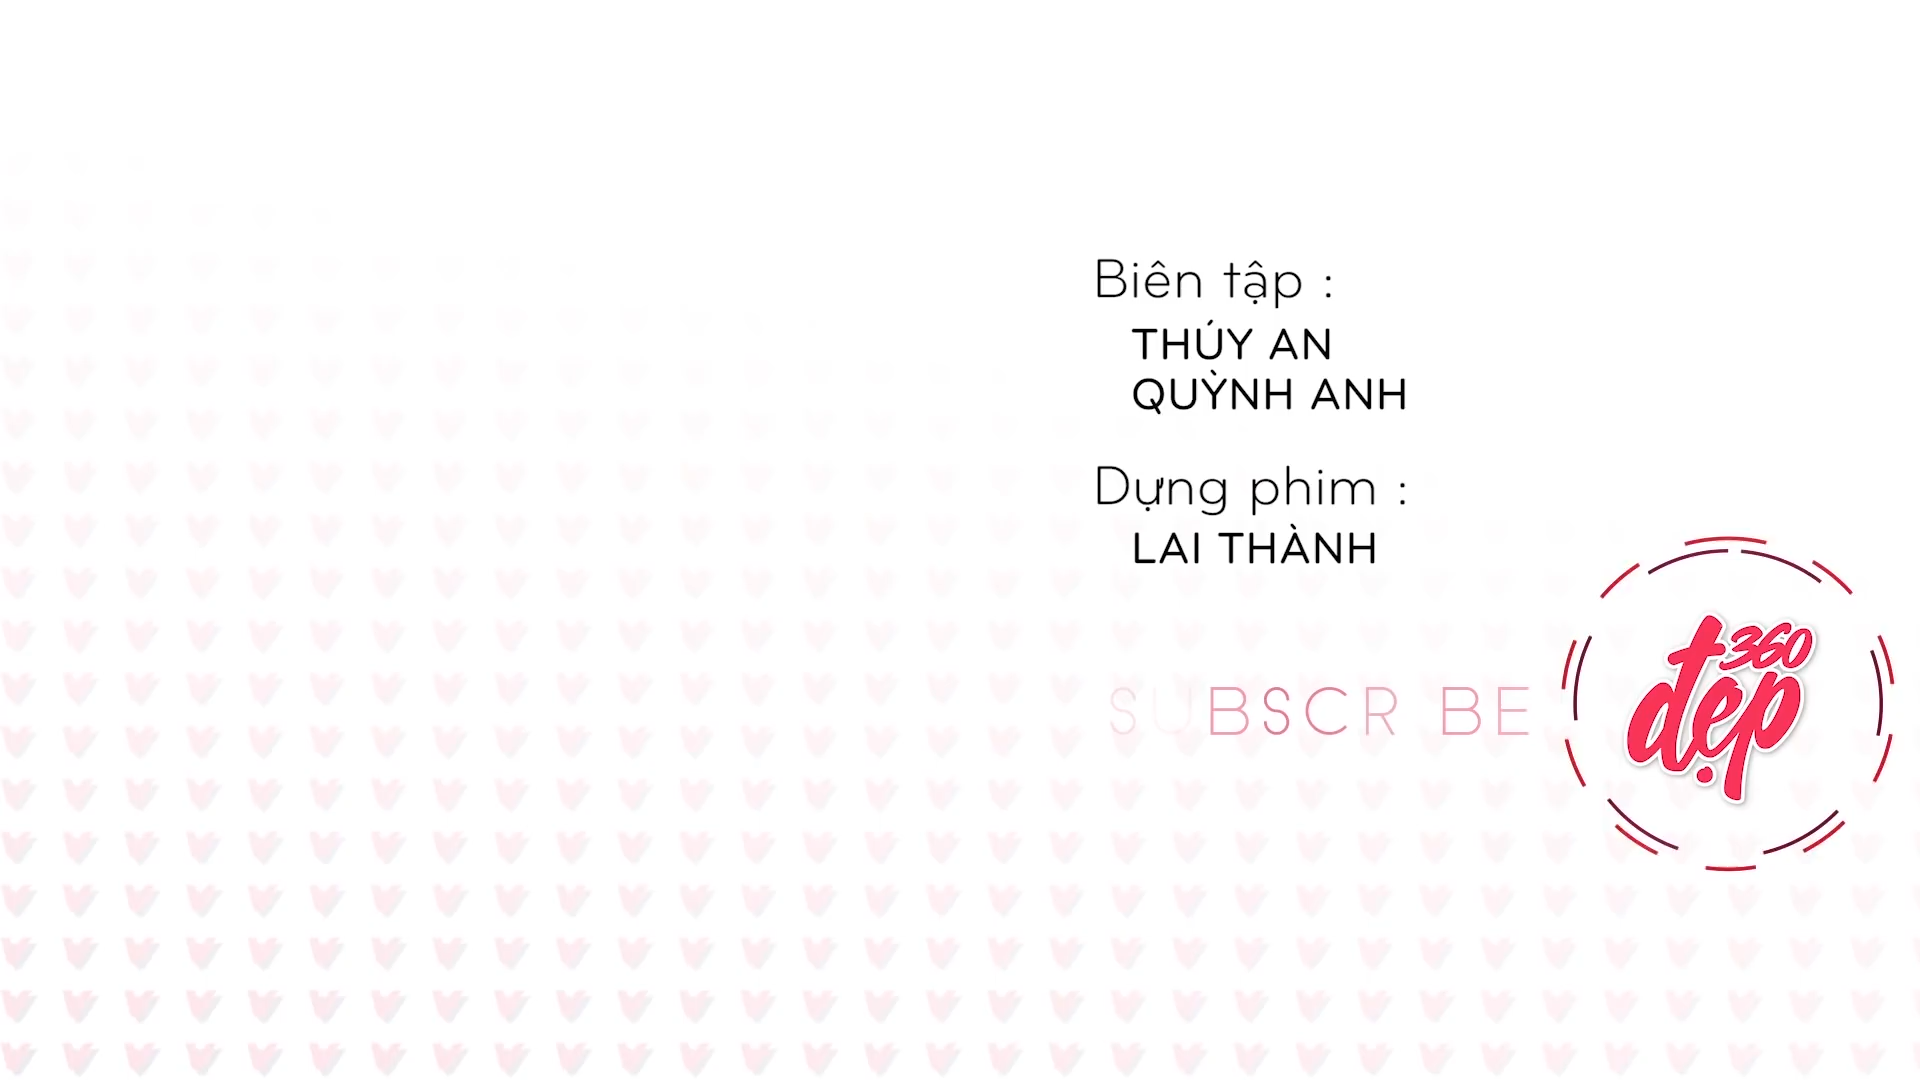 Biên tập :
THÚY AN
QUỲNH ANH
Dựng phim :
LAI THÀNH
SUBSCR BE
360
đẹp